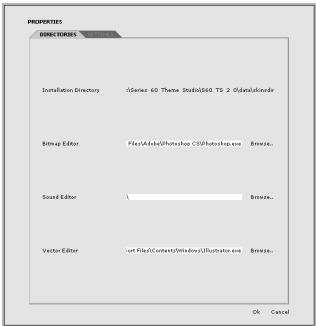 PROPERTIES
DIRECTORIES
Installation Directory :\Series 60 Theme Studio\S60 TS 2 0\data\skinsdir
Bitmap Editor Files\Adobe\Photoshop CS\Photoshop.exe Browse..
Sound Editor \ Browse..
Vector Editor ort Files\Contents\Windows\Illustrator.exe Browse..
Ok Cancel